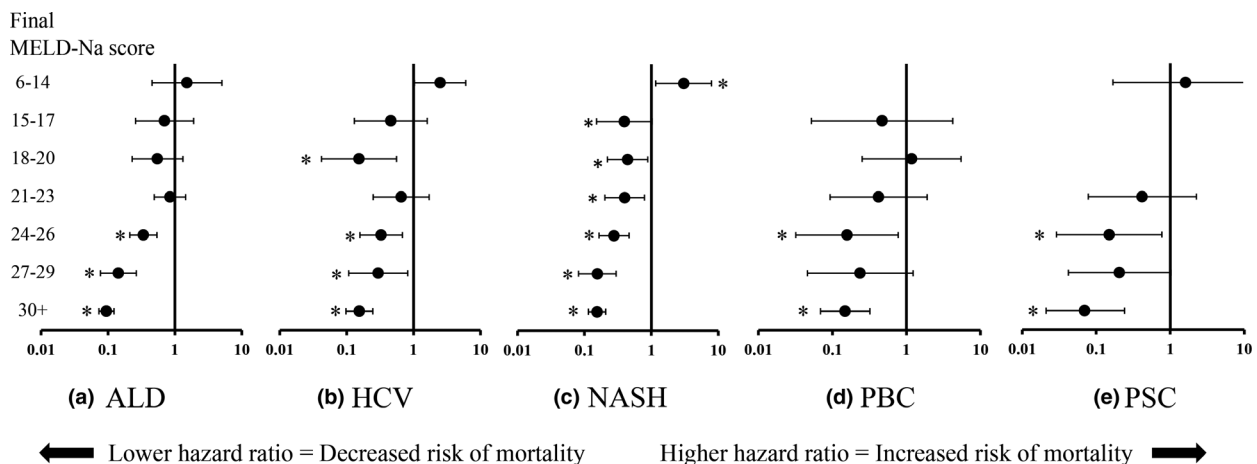 Final
MELD-Na score
6-14
*
15-17
*
18-20
* *
21-23
*
24-26
* * * * *
27-29
* * *
30+
* * * * *
0.01 0.1 1 10 0.01 0.1 1 10 0.01 0.1 1 10 0.01 0.1 1 10 0.01 0.1 1 10
(a) ALD (b) HCV (c) NASH (d) PBC (e) PSC
Lower hazard ratio = Decreased risk of mortality Higher hazard ratio = Increased risk of mortality